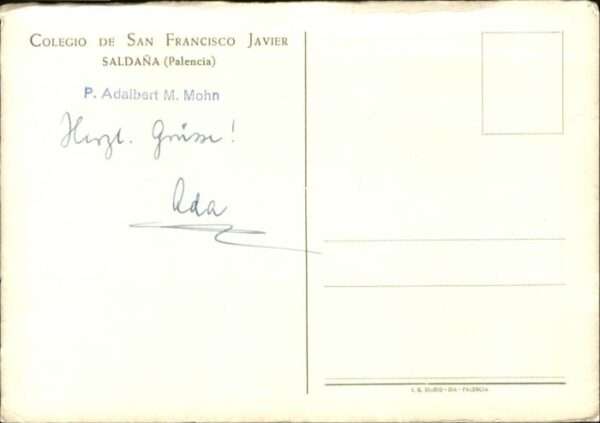 COLEGIO DE SAN FRANCISCO JAVIER
SALDAÑA (Palencia)
P. Adalbert M. Mohn
Herzl. Grüsse!
Ada